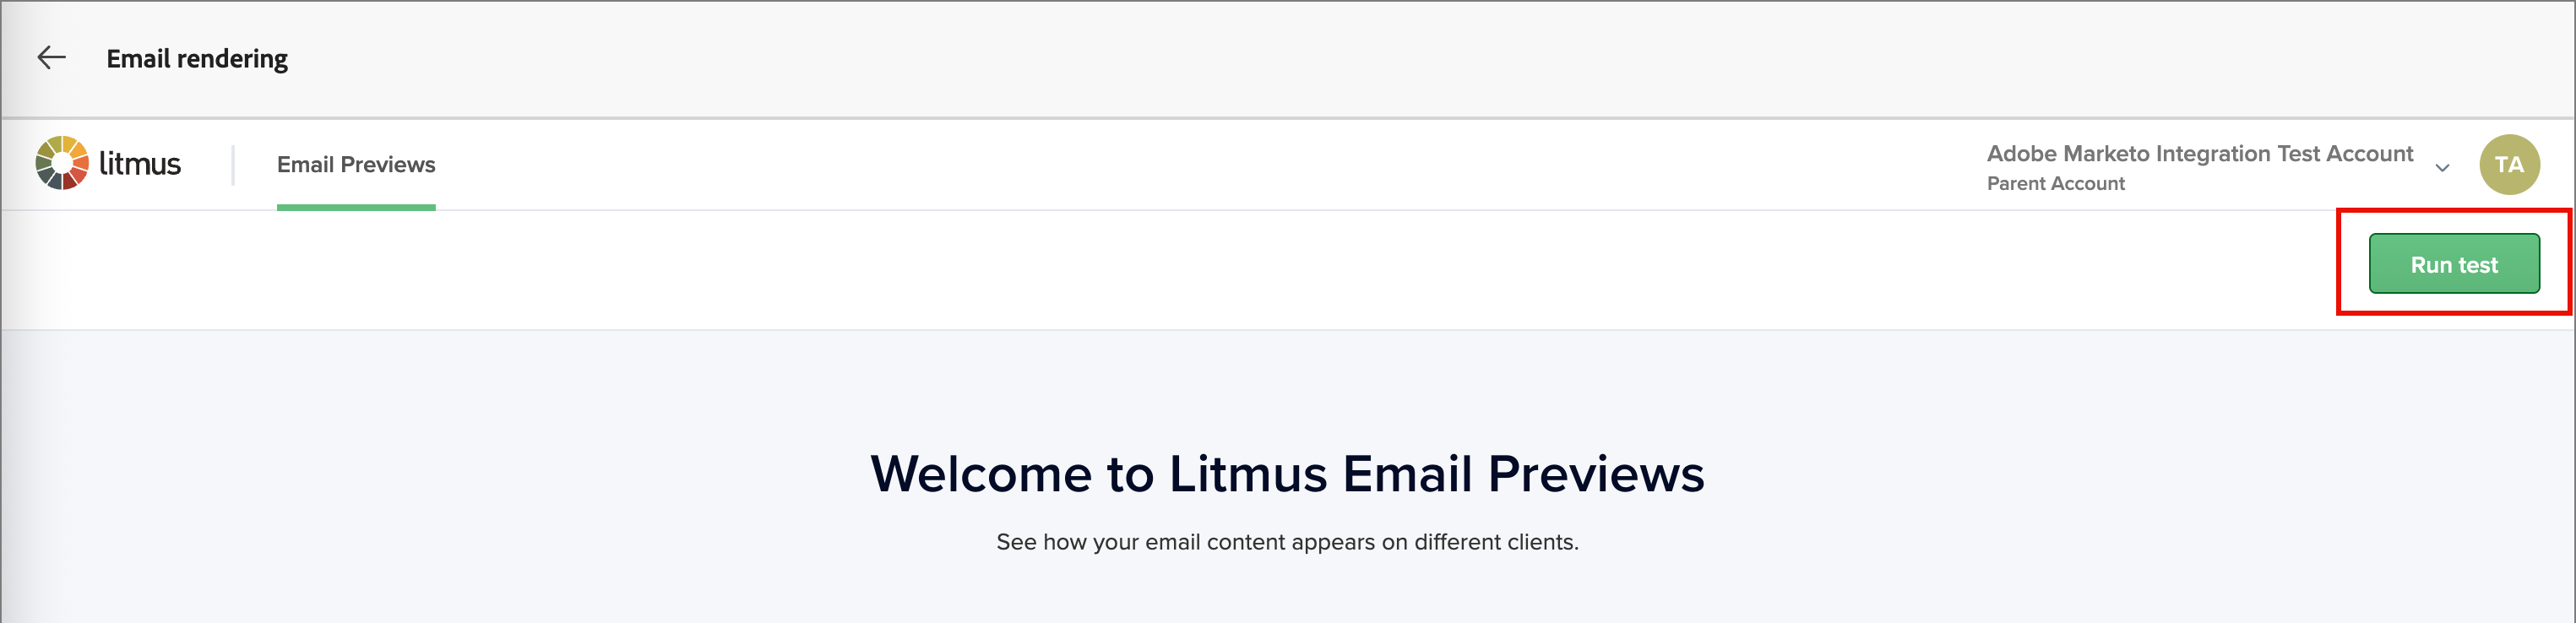 Email rendering
litmus
Email Previews
Adobe Marketo Integration Test Account
Parent Account
TA
Run test
Welcome to Litmus Email Previews
See how your email content appears on different clients.